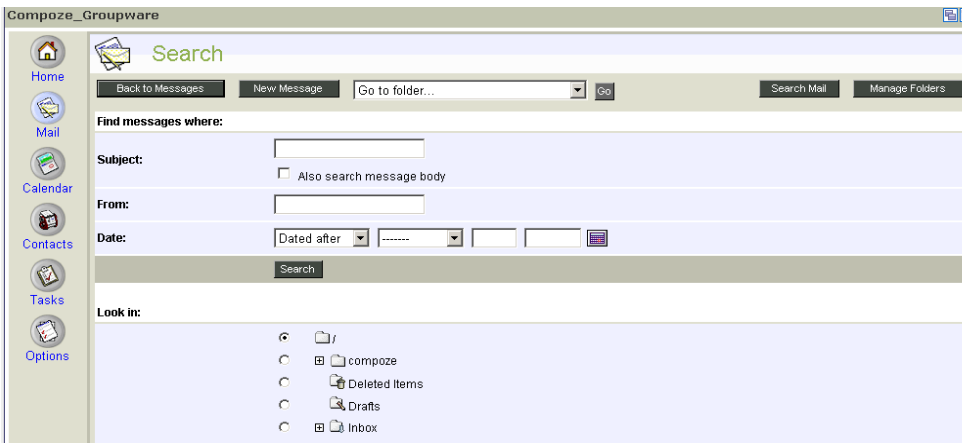 Compoze_Groupware
Home
Mail
Calendar
Contacts
Tasks
Options
Search
Back to Messages New Message Go to folder... Go Search Mail Manage Folders
Find messages where:
Subject:
Also search message body
From:
Date: Dated after -------
Search
Look in:
/
compoze
Deleted Items
Drafts
Inbox